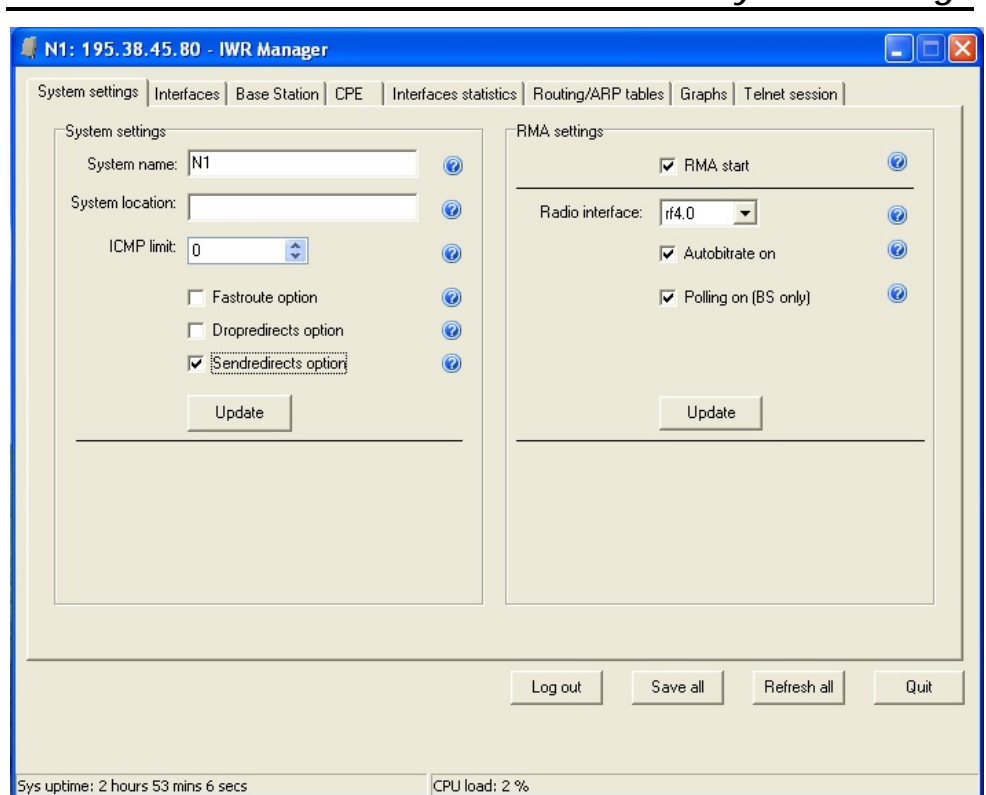 N1: 195.38.45.80 - IWR Manager
System settings Interfaces Base Station CPE Interfaces statistics Routing/ARP tables Graphs Telnet session
System settings
System name: N1
System location:
ICMP limit: 0
Fastroute option
Dropredirects option
Sendredirects option
Update
RMA settings
RMA start
Radio interface: rf4.0
Autobitrate on
Polling on (BS only)
Update
Log out Save all Refresh all Quit
Sys uptime: 2 hours 53 mins 6 secs CPU load: 2 %